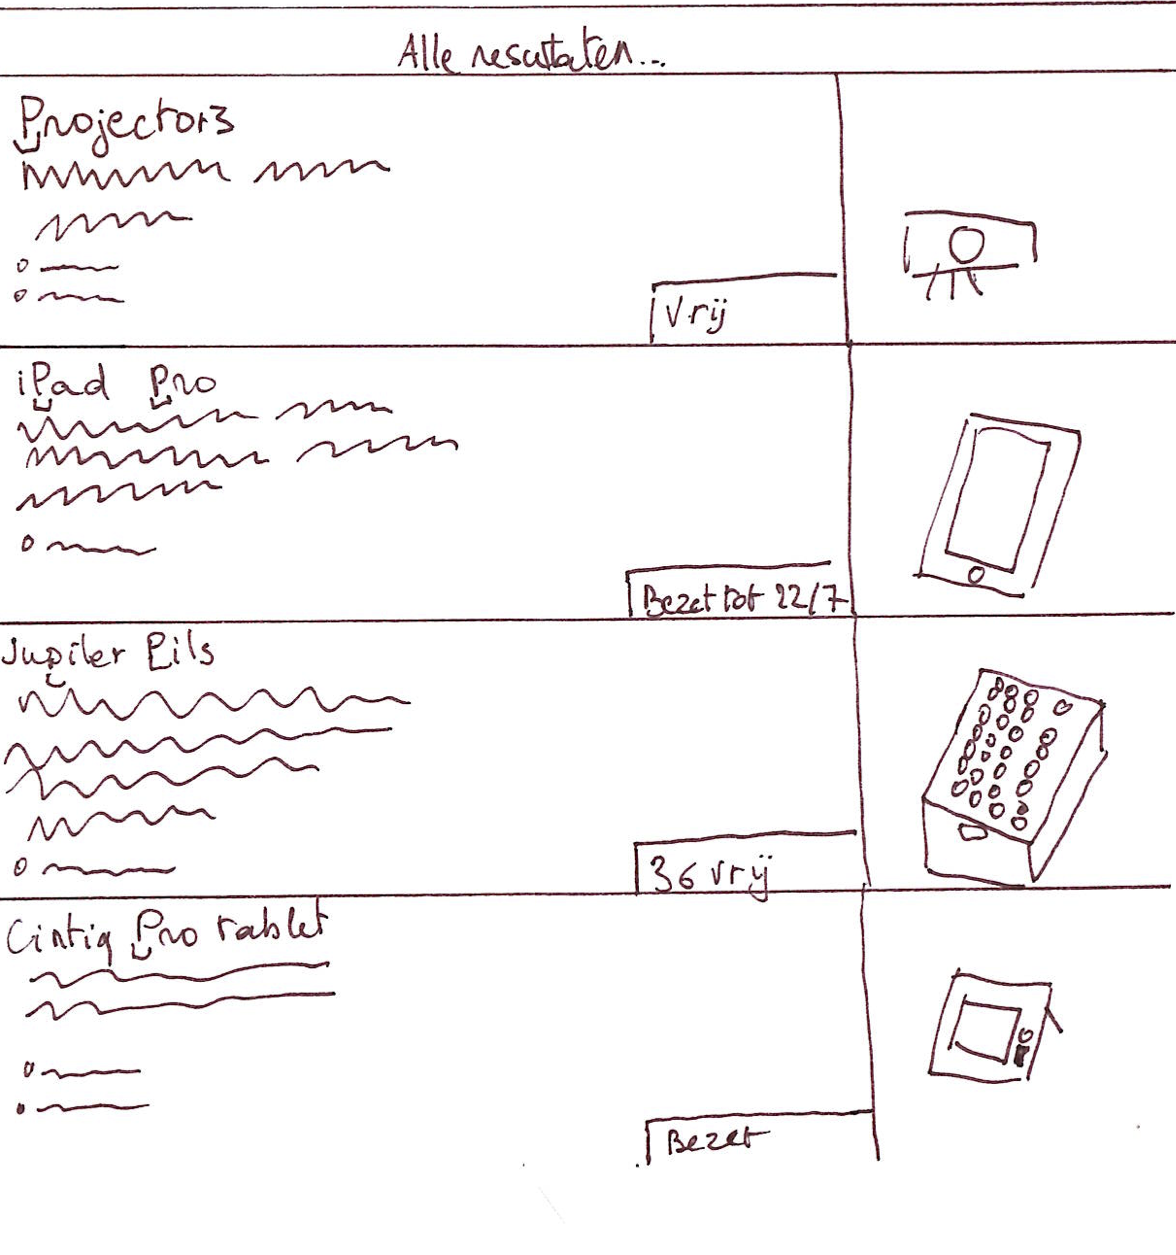 Alle resultaten...
Projector3
Vrij
iPad Pro
Bezet tot 22/7
Jupiler Pils
36 vrij
Cintiq Pro tablet
Bezet